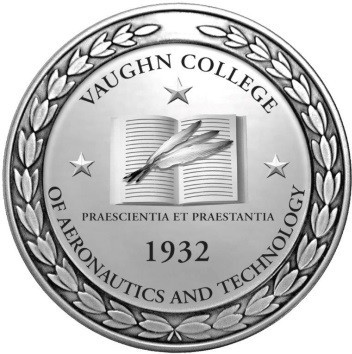 VAUGHN COLLEGE
PRAESCIENTIA ET PRAESTANTIA
1932
OF AERONAUTICS AND TECHNOLOGY